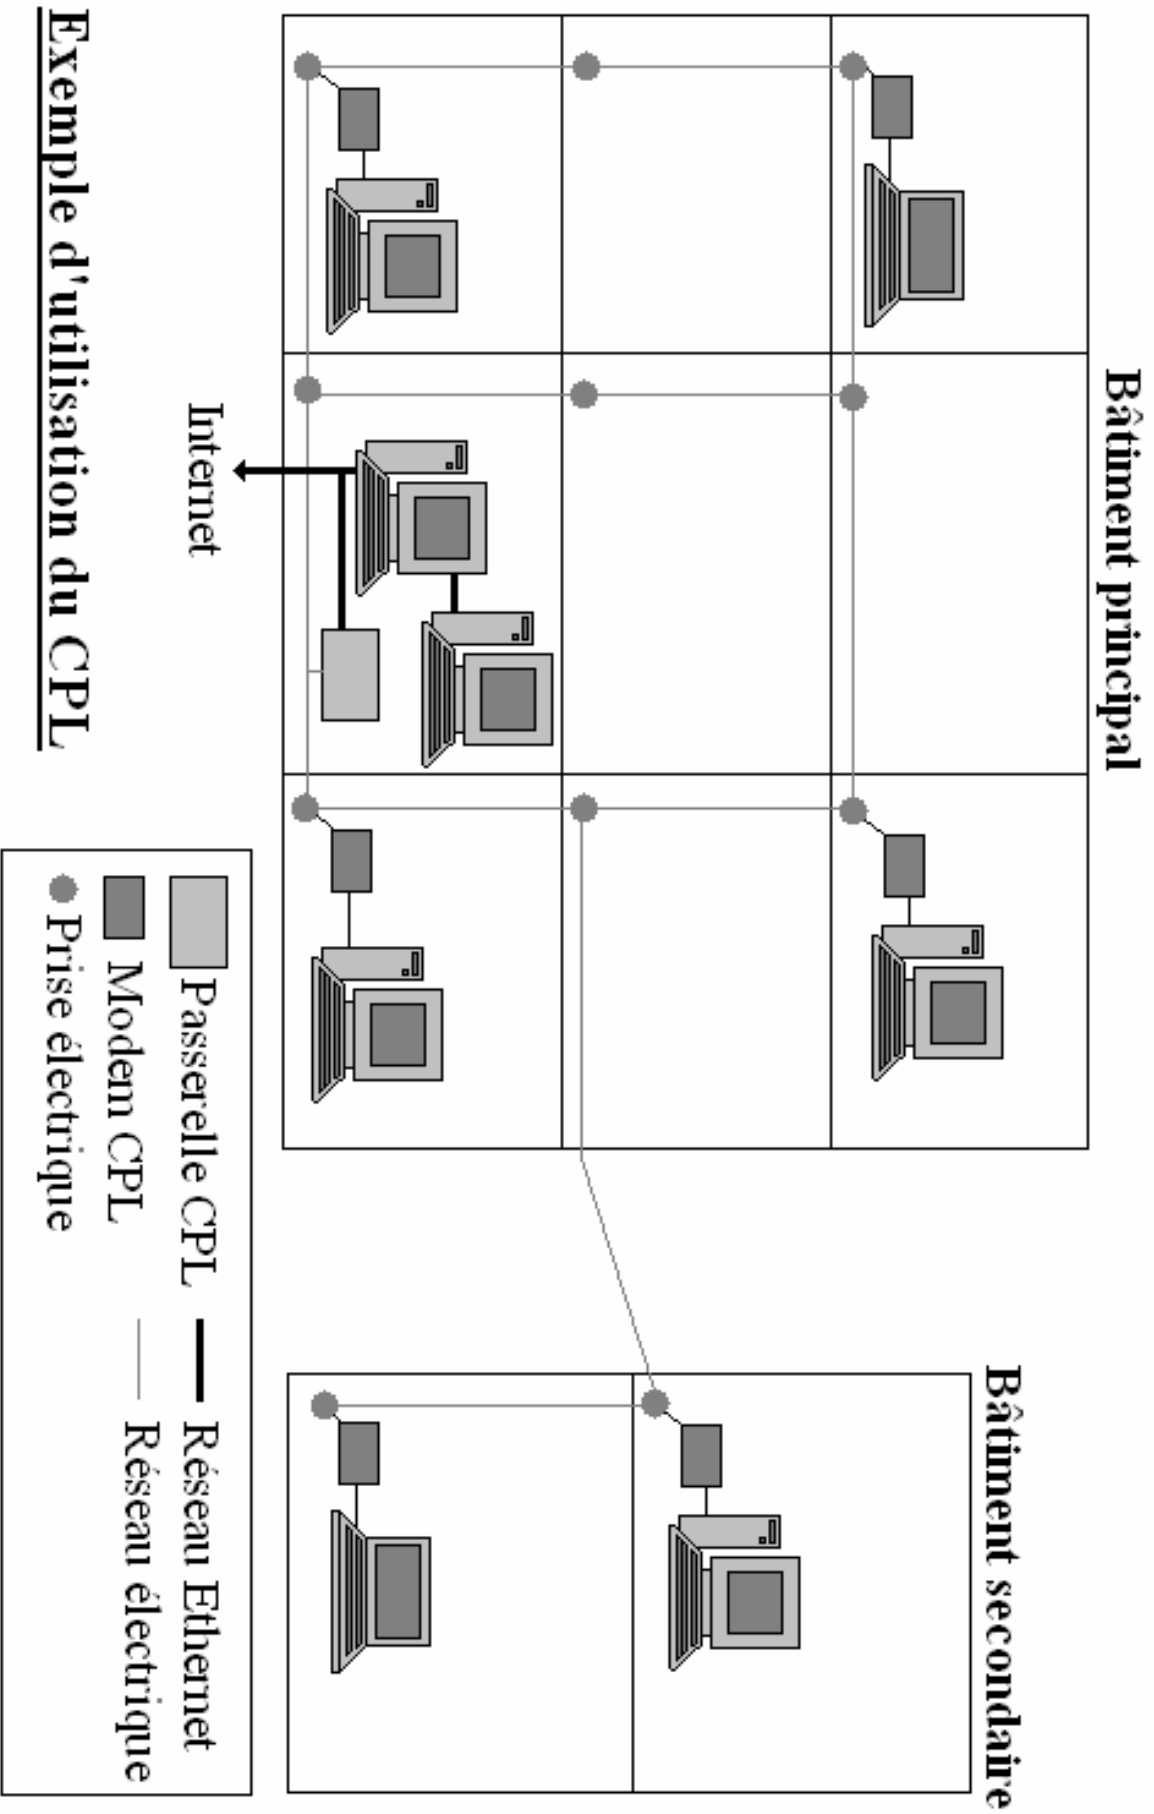 Bâtiment principal
Bâtiment secondaire
Internet
Exemple d'utilisation du CPL
Passerelle CPL
Réseau Ethernet
Modem CPL
Réseau électrique
Prise électrique